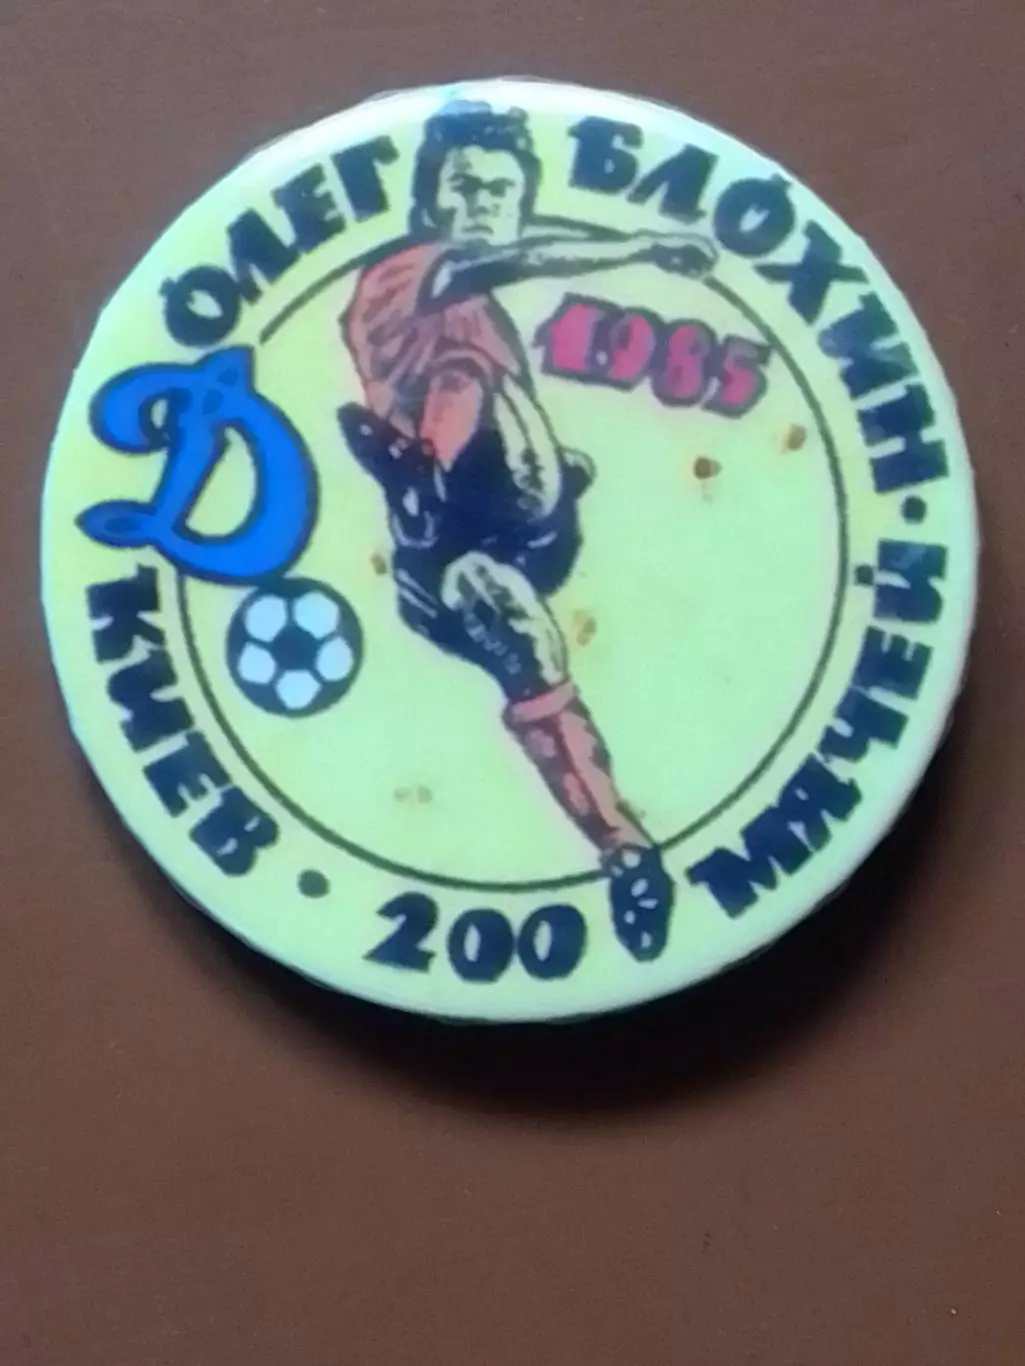 ОЛЕГ БЛОХИН
1985
Д
КИЕВ • 200 МЯЧЕЙ •